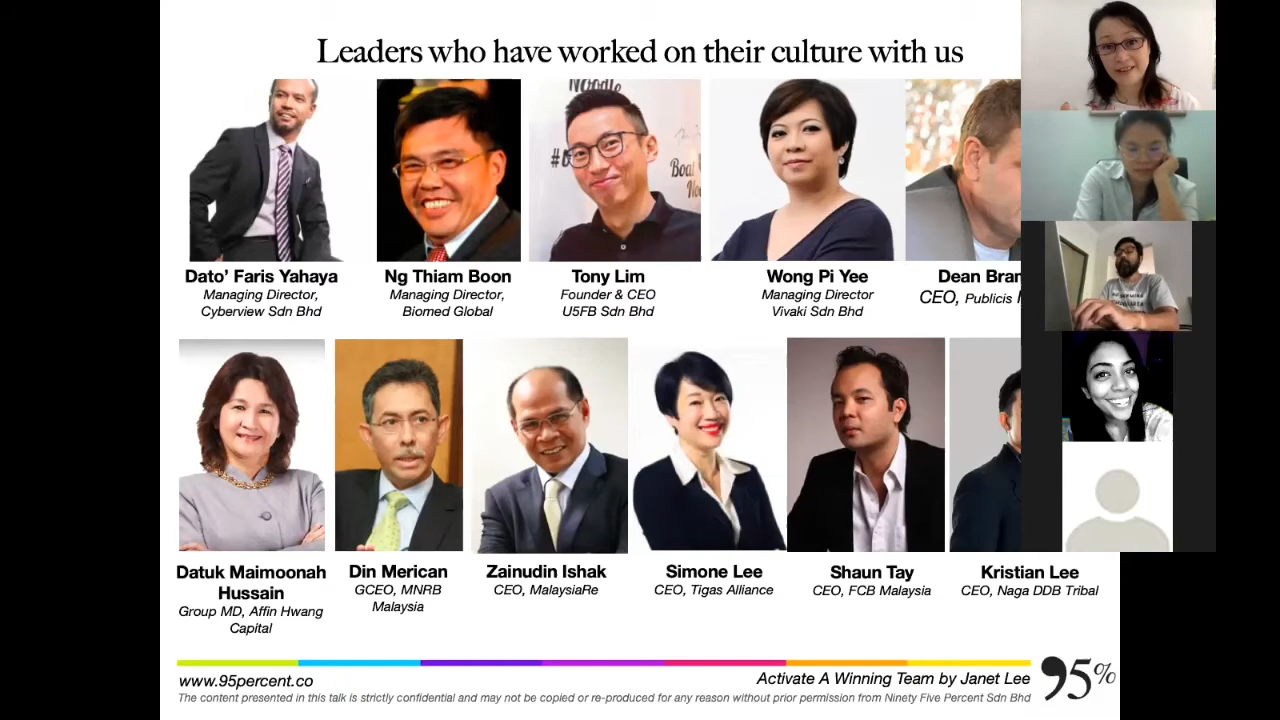 Leaders who have worked on their culture with us
Dato’ Faris Yahaya
Managing Director,
Cyberview Sdn Bhd
Ng Thiam Boon
Managing Director,
Biomed Global
Tony Lim
Founder & CEO
U5FB Sdn Bhd
Wong Pi Yee
Managing Director
Vivaki Sdn Bhd
Dean
CEO, Publicis
Datuk Maimoonah
Hussain
Group MD, Affin Hwang
Capital
Din Merican
GCEO, MNRB
Malaysia
Zainudin Ishak
CEO, MalaysiaRe
Simone Lee
CEO, Tigas Alliance
Shaun Tay
CEO, FCB Malaysia
Kristian Lee
CEO, Naga DDB Tribal
www.95percent.co
Activate A Winning Team by Janet Lee
The content presented in this talk is strictly confidential and may not be copied or re-produced for any reason without prior permission from Ninety Five Percent Sdn Bhd
95%